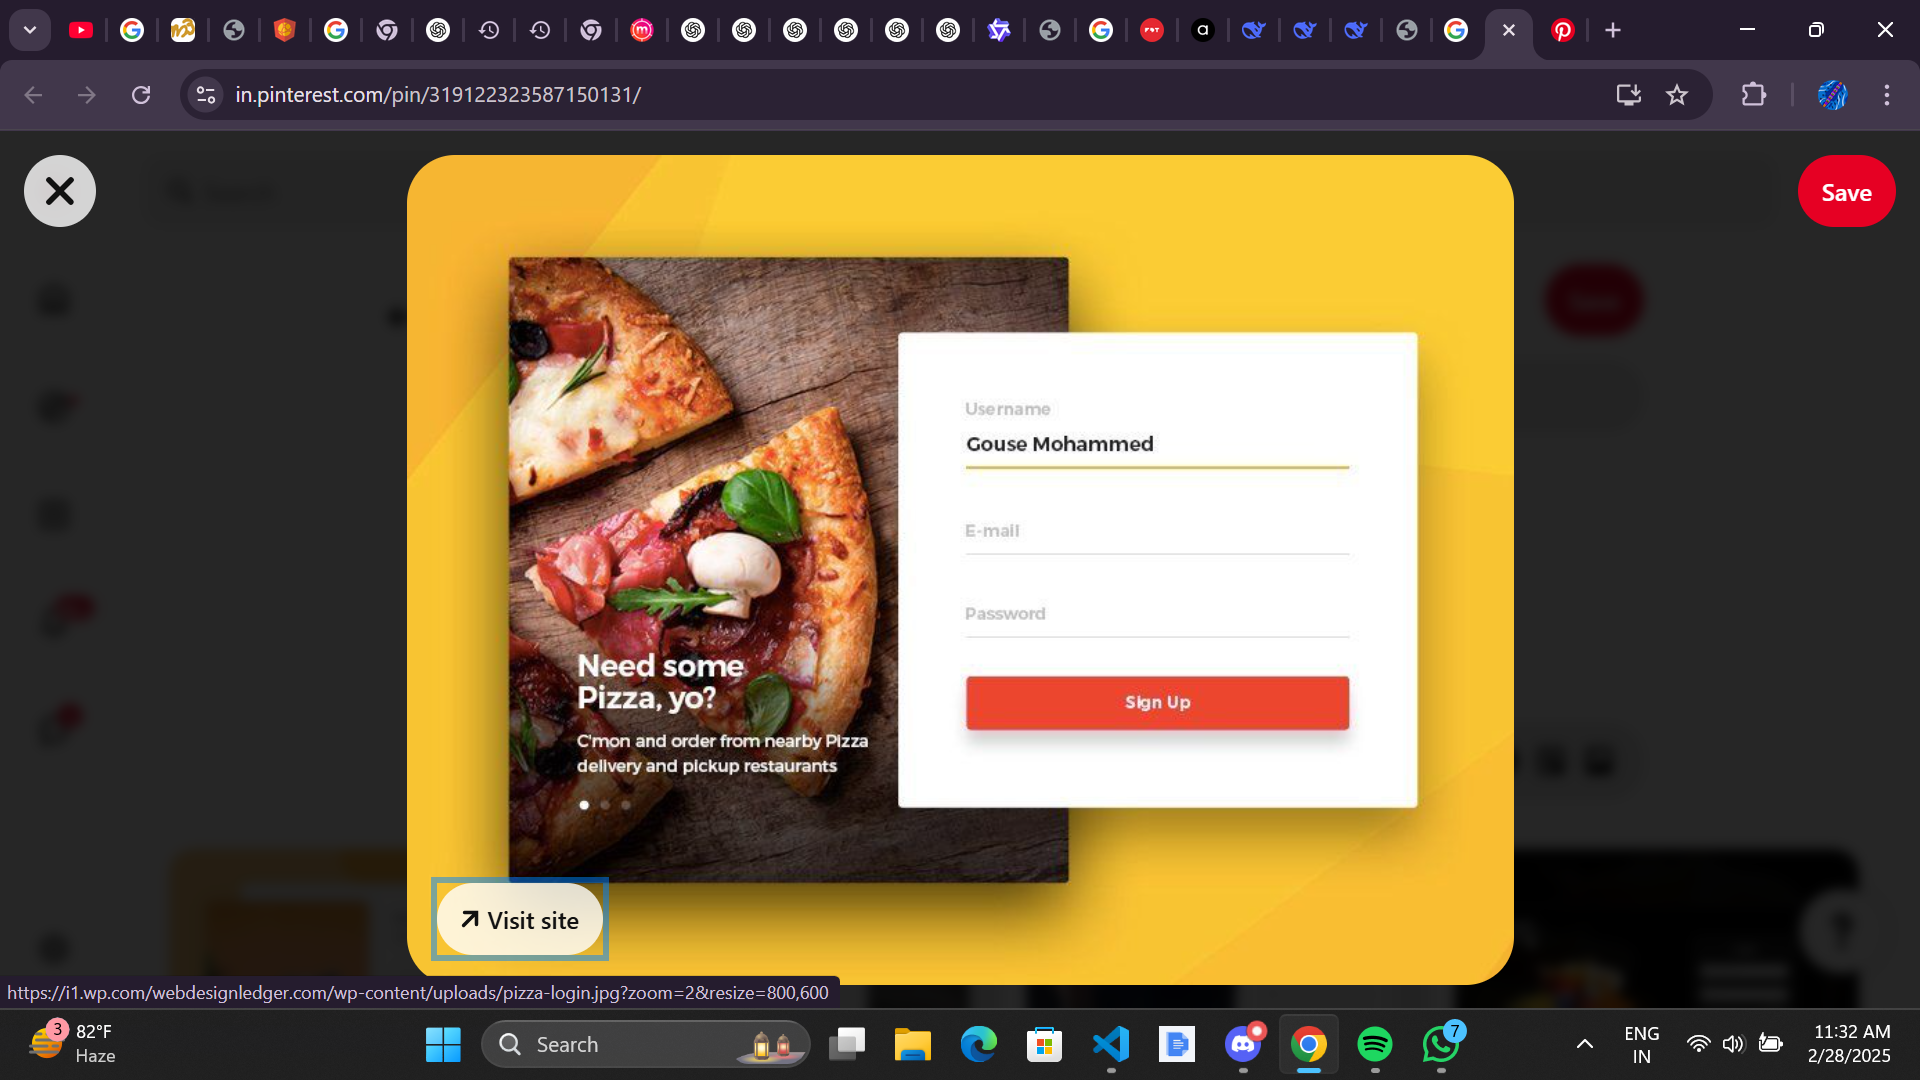 in.pinterest.com/pin/319122323587150131/
Save
Username
Gouse Mohammed
E-mail
Password
Sign Up
Need some
Pizza, yo?
C'mon and order from nearby Pizza
delivery and pickup restaurants
Visit site
https://i1.wp.com/webdesignledger.com/wp-content/uploads/pizza-login.jpg?zoom=2&resize=800,600
3
82°F
Haze
Search
7
ENG
IN
11:32 AM
2/28/2025